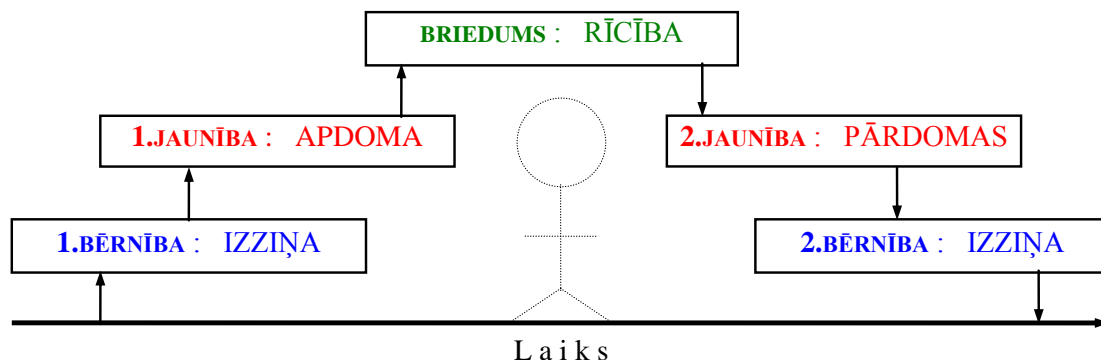 BRIEDUMS : RĪCĪBA
1.JAUNĪBA : APDOMA
2.JAUNĪBA : PĀRDOMAS
1.BĒRNĪBA : IZZIŅA
2.BĒRNĪBA : IZZIŅA
Laiks